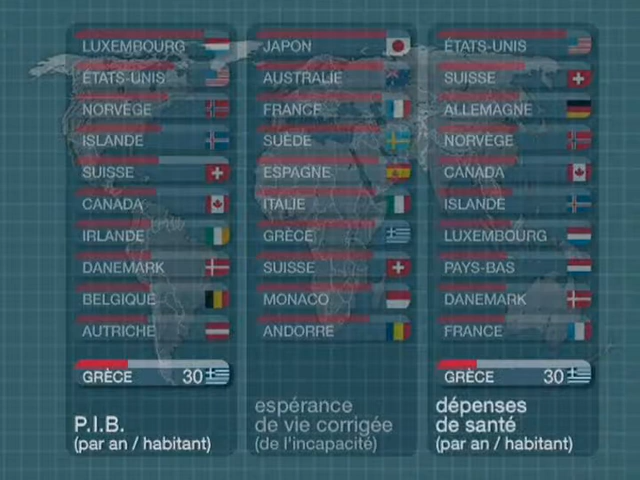 LUXEMBOURG
ÉTATS-UNIS
NORVÈGE
ISLANDE
SUISSE
CANADA
IRLANDE
DANEMARK
BELGIQUE
AUTRICHE
GRÈCE 30
P.I.B.
(par an / habitant)
JAPON
AUSTRALIE
FRANCE
SUÈDE
ESPAGNE
ITALIE
GRÈCE
SUISSE
MONACO
ANDORRE
espérance
de vie corrigée
(de l'incapacité)
ÉTATS-UNIS
SUISSE
ALLEMAGNE
NORVÈGE
CANADA
ISLANDE
LUXEMBOURG
PAYS-BAS
DANEMARK
FRANCE
GRÈCE 30
dépenses
de santé
(par an / habitant)